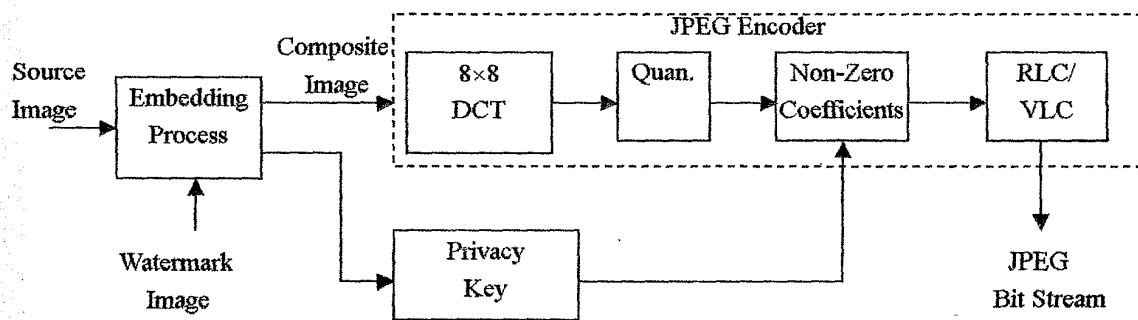 JPEG Encoder
Source
Image
Embedding
Process
Composite
Image
8×8
DCT
Quan.
Non-Zero
Coefficients
RLC/
VLC
Watermark
Image
Privacy
Key
JPEG
Bit Stream